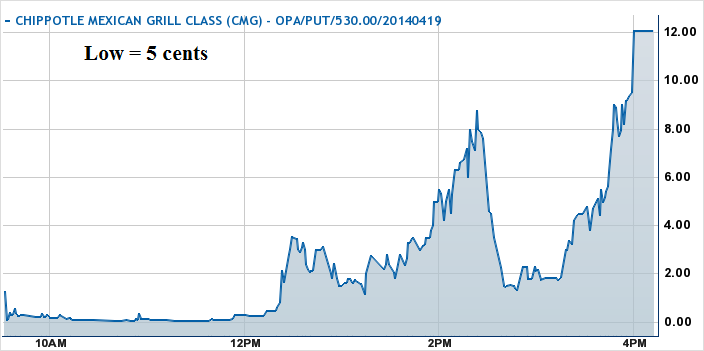 – CHIPPOTLE MEXICAN GRILL CLASS (CMG) - OPA/PUT/530.00/20140419
Low = 5 cents
12.00
10.00
8.00
6.00
4.00
2.00
0.00
10AM 12PM 2PM 4PM